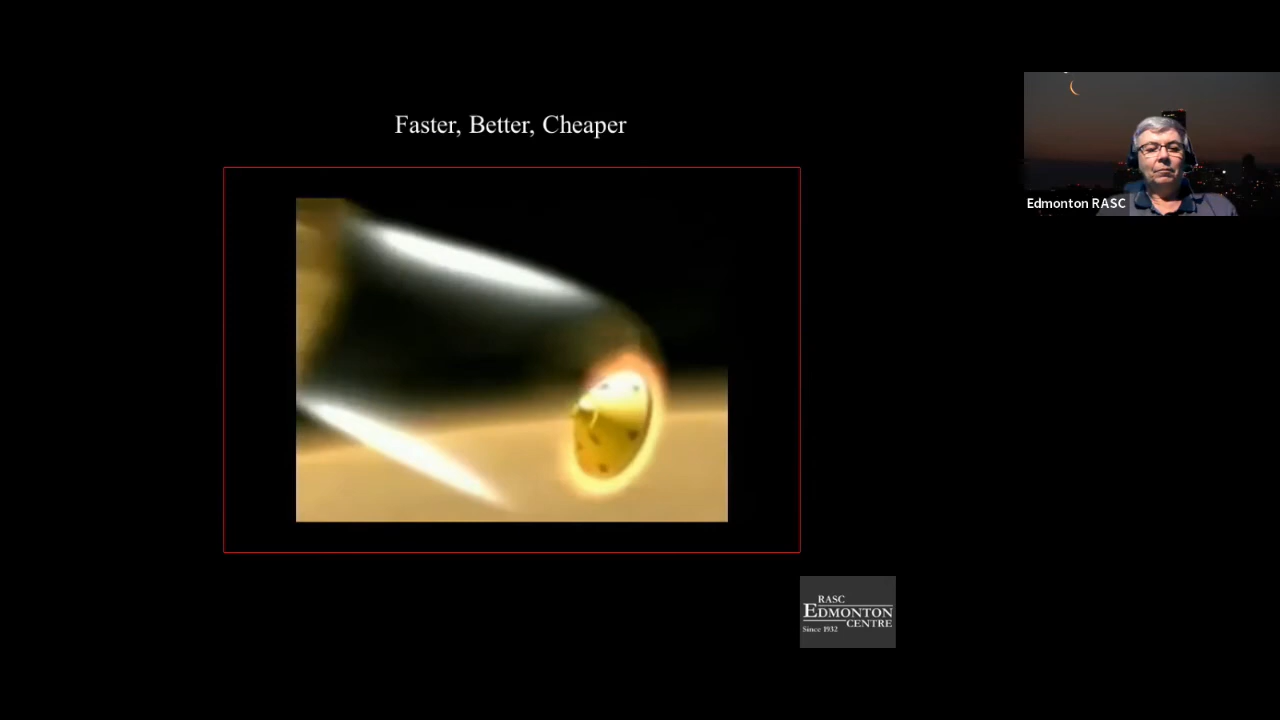 Faster, Better, Cheaper
Edmonton RASC
RASC
EDMONTON
CENTRE
Since 1932